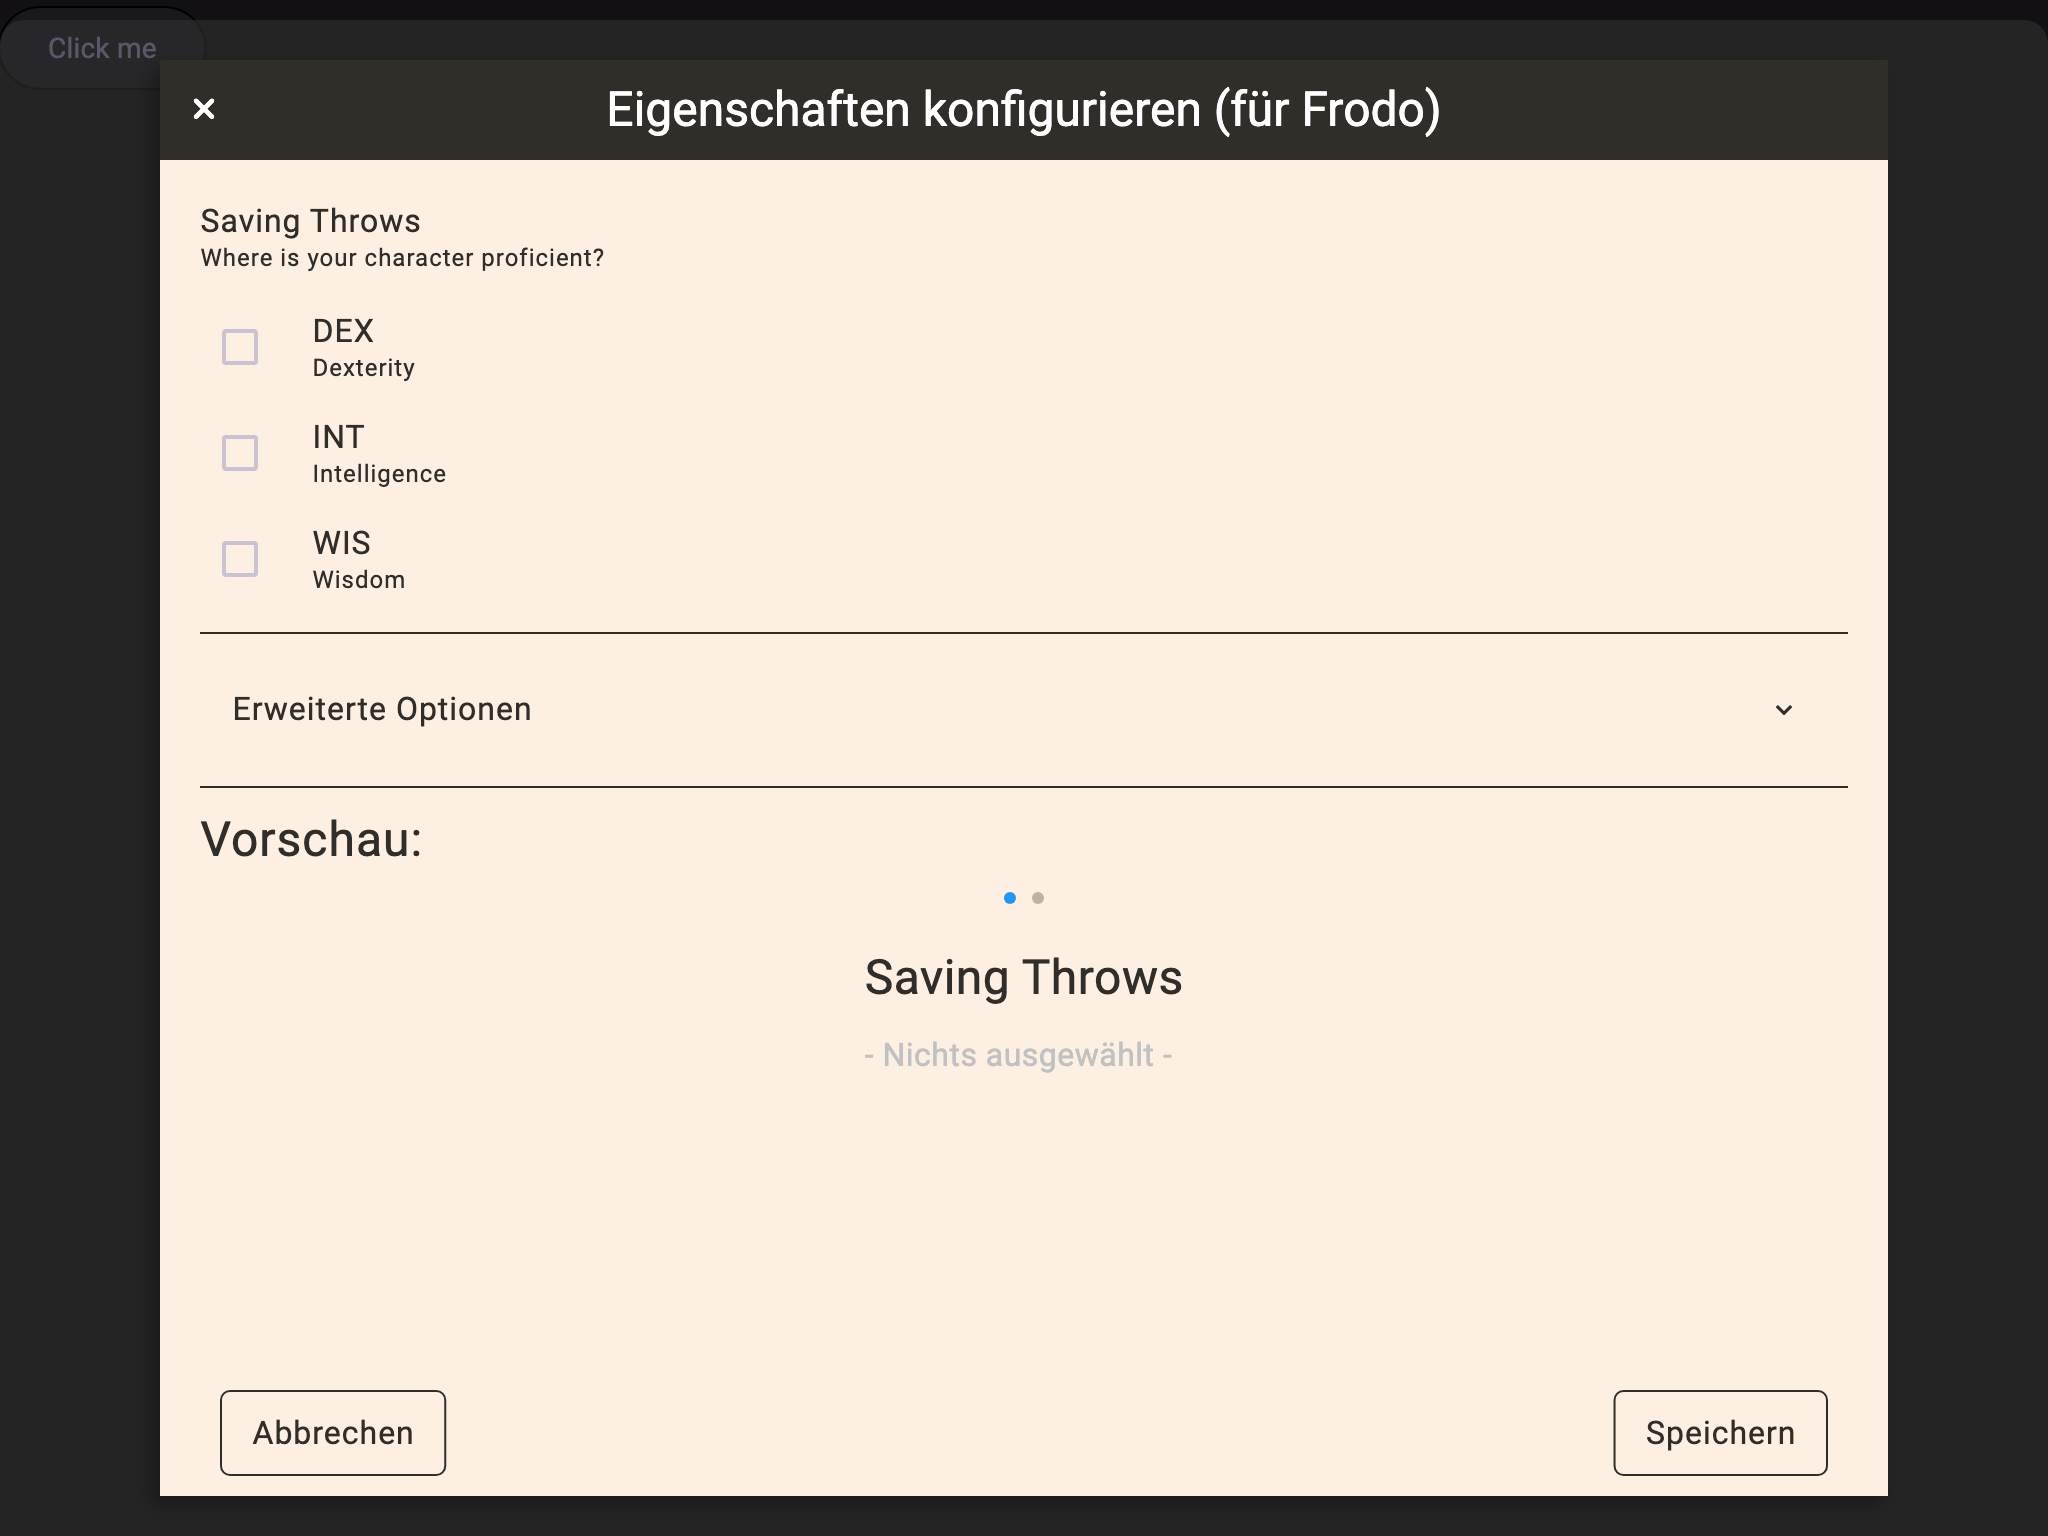 Click me
Eigenschaften konfigurieren (für Frodo)
Saving Throws
Where is your character proficient?
DEX
Dexterity
INT
Intelligence
WIS
Wisdom
Erweiterte Optionen
Vorschau:
Saving Throws
- Nichts ausgewählt -
Abbrechen
Speichern